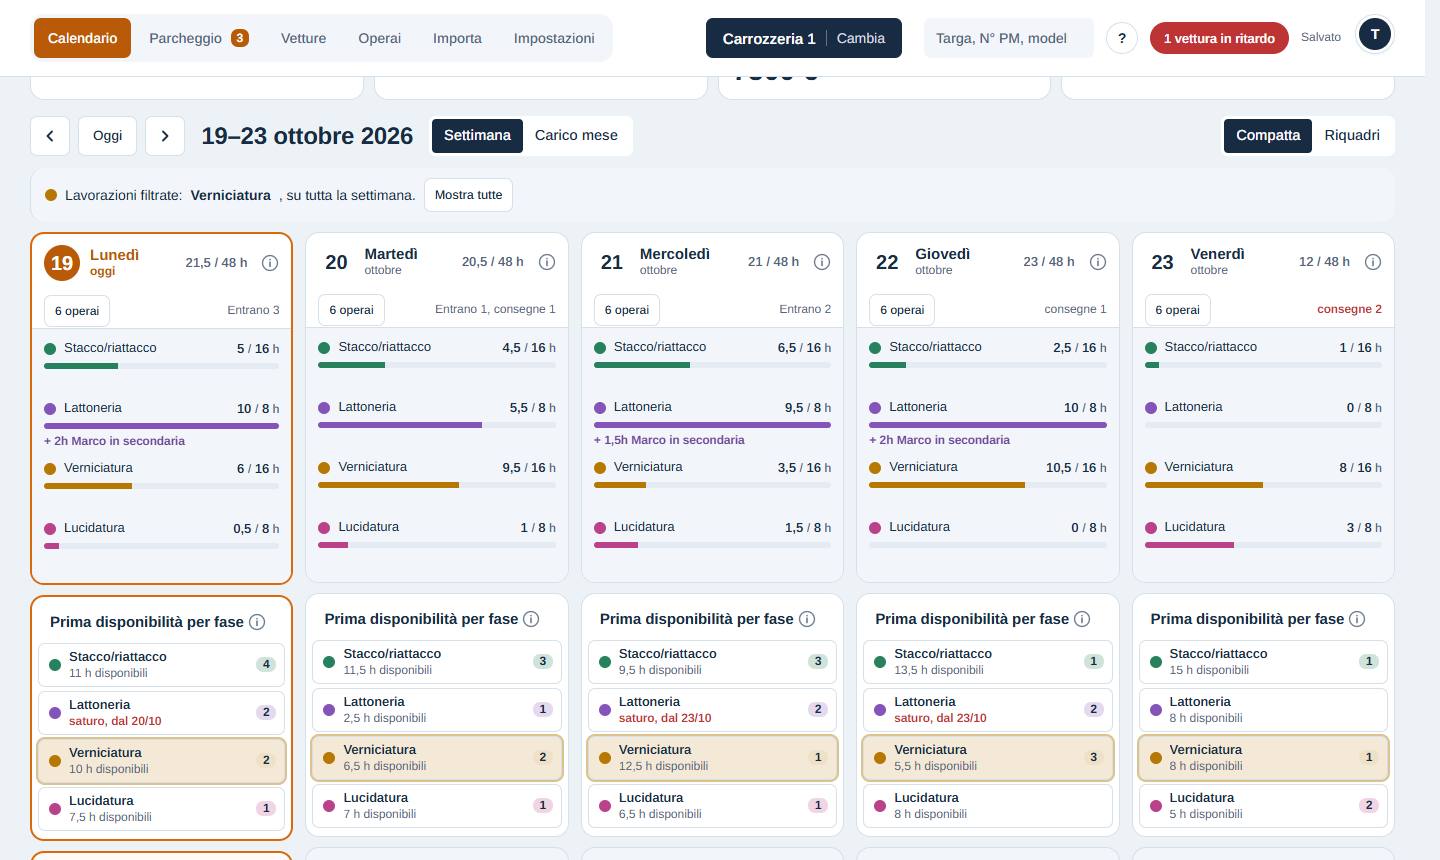 Calendario
Parcheggio 3
Vetture
Operai
Importa
Impostazioni
Carrozzeria 1 Cambia
Targa, N° PM, model
?
1 vettura in ritardo
Salvato
T
Oggi
19–23 ottobre 2026
Settimana
Carico mese
Compatta
Riquadri
Lavorazioni filtrate: Verniciatura , su tutta la settimana.
Mostra tutte
19 Lunedì 21,5 / 48 h
oggi
6 operai Entrano 3
Stacco/riattacco 5 / 16 h
Lattoneria 10 / 8 h
+ 2h Marco in secondaria
Verniciatura 6 / 16 h
Lucidatura 0,5 / 8 h
20 Martedì 20,5 / 48 h
ottobre
6 operai Entrano 1, consegne 1
Stacco/riattacco 4,5 / 16 h
Lattoneria 5,5 / 8 h
Verniciatura 9,5 / 16 h
Lucidatura 1 / 8 h
21 Mercoledì 21 / 48 h
ottobre
6 operai Entrano 2
Stacco/riattacco 6,5 / 16 h
Lattoneria 9,5 / 8 h
+ 1,5h Marco in secondaria
Verniciatura 3,5 / 16 h
Lucidatura 1,5 / 8 h
22 Giovedì 23 / 48 h
ottobre
6 operai consegne 1
Stacco/riattacco 2,5 / 16 h
Lattoneria 10 / 8 h
+ 2h Marco in secondaria
Verniciatura 10,5 / 16 h
Lucidatura 0 / 8 h
23 Venerdì 12 / 48 h
ottobre
6 operai consegne 2
Stacco/riattacco 1 / 16 h
Lattoneria 0 / 8 h
Verniciatura 8 / 16 h
Lucidatura 3 / 8 h
Prima disponibilità per fase
Stacco/riattacco 4
11 h disponibili
Lattoneria 2
saturo, dal 20/10
Verniciatura 2
10 h disponibili
Lucidatura 1
7,5 h disponibili
Prima disponibilità per fase
Stacco/riattacco 3
11,5 h disponibili
Lattoneria 1
2,5 h disponibili
Verniciatura 2
6,5 h disponibili
Lucidatura 1
7 h disponibili
Prima disponibilità per fase
Stacco/riattacco 3
9,5 h disponibili
Lattoneria 1
saturo, dal 23/10
Verniciatura 1
12,5 h disponibili
Lucidatura 1
6,5 h disponibili
Prima disponibilità per fase
Stacco/riattacco 1
13,5 h disponibili
Lattoneria 2
saturo, dal 23/10
Verniciatura 3
5,5 h disponibili
Lucidatura
8 h disponibili
Prima disponibilità per fase
Stacco/riattacco 1
15 h disponibili
Lattoneria
8 h disponibili
Verniciatura 1
8 h disponibili
Lucidatura 2
5 h disponibili